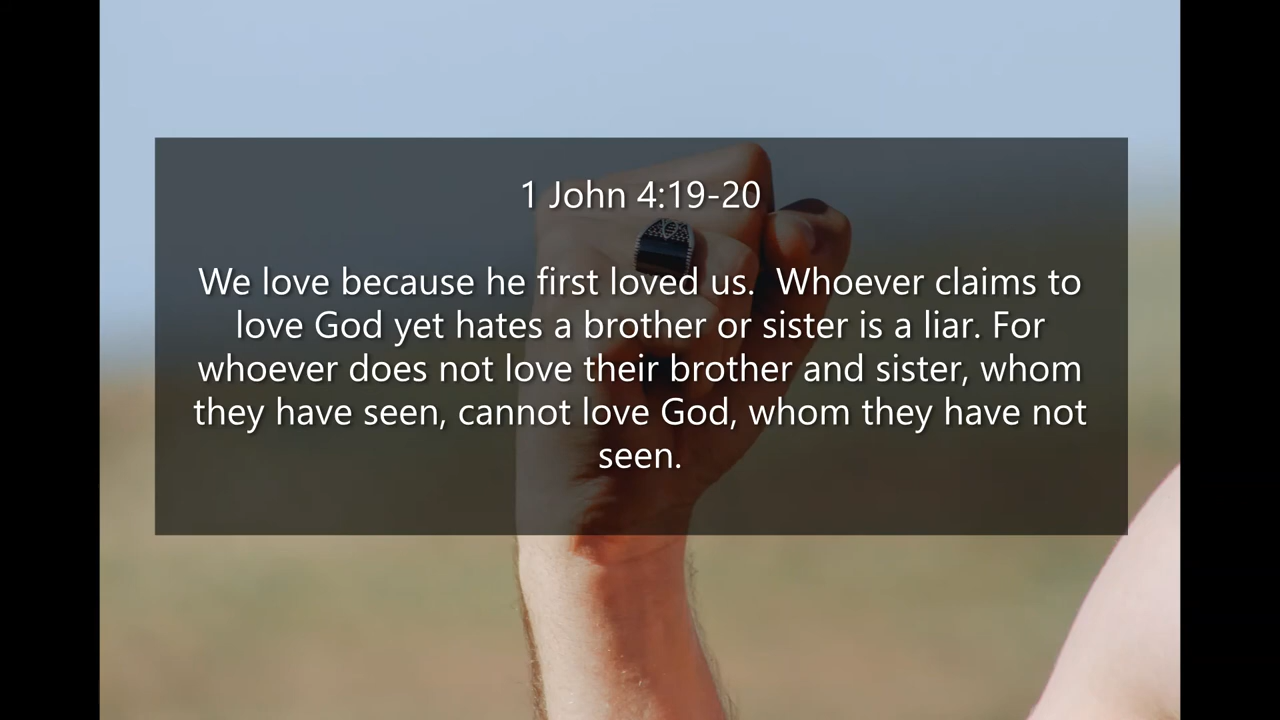 1 John 4:19-20
We love because he first loved us.  Whoever claims to
love God yet hates a brother or sister is a liar. For
whoever does not love their brother and sister, whom
they have seen, cannot love God, whom they have not
seen.